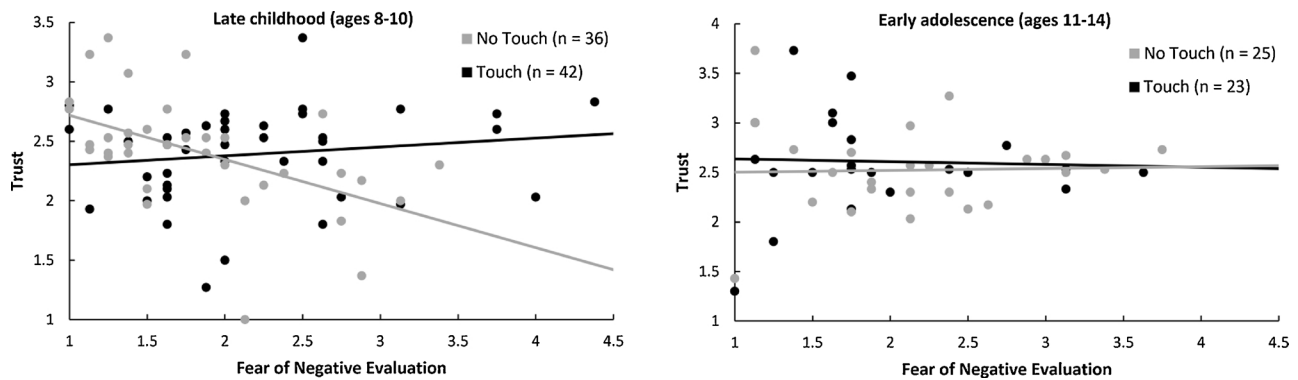 Late childhood (ages 8-10)
3.5
3
2.5
2
1.5
1
Trust
No Touch (n = 36)
Touch (n = 42)
1 1.5 2 2.5 3 3.5 4 4.5
Fear of Negative Evaluation
Early adolescence (ages 11-14)
4
3.5
3
2.5
2
1.5
1
Trust
No Touch (n = 25)
Touch (n = 23)
1 1.5 2 2.5 3 3.5 4 4.5
Fear of Negative Evaluation